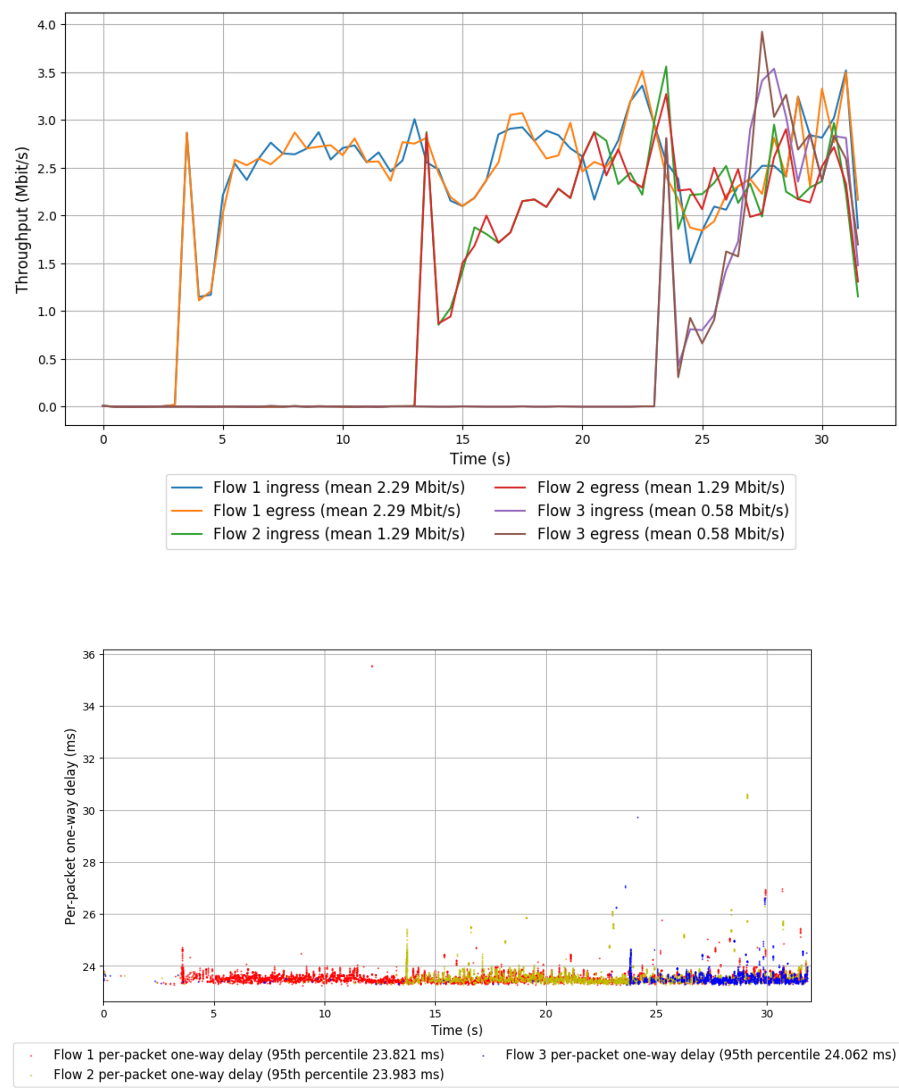 4.0
3.5
3.0
2.5
2.0
1.5
1.0
0.5
0.0
Throughput (Mbit/s)
0 5 10 15 20 25 30
Time (s)
Flow 1 ingress (mean 2.29 Mbit/s) Flow 2 egress (mean 1.29 Mbit/s)
Flow 1 egress (mean 2.29 Mbit/s) Flow 3 ingress (mean 0.58 Mbit/s)
Flow 2 ingress (mean 1.29 Mbit/s) Flow 3 egress (mean 0.58 Mbit/s)
36
34
32
30
28
26
24
Per-packet one-way delay (ms)
0 5 10 15 20 25 30
Time (s)
Flow 1 per-packet one-way delay (95th percentile 23.821 ms) Flow 3 per-packet one-way delay (95th percentile 24.062 ms)
Flow 2 per-packet one-way delay (95th percentile 23.983 ms)